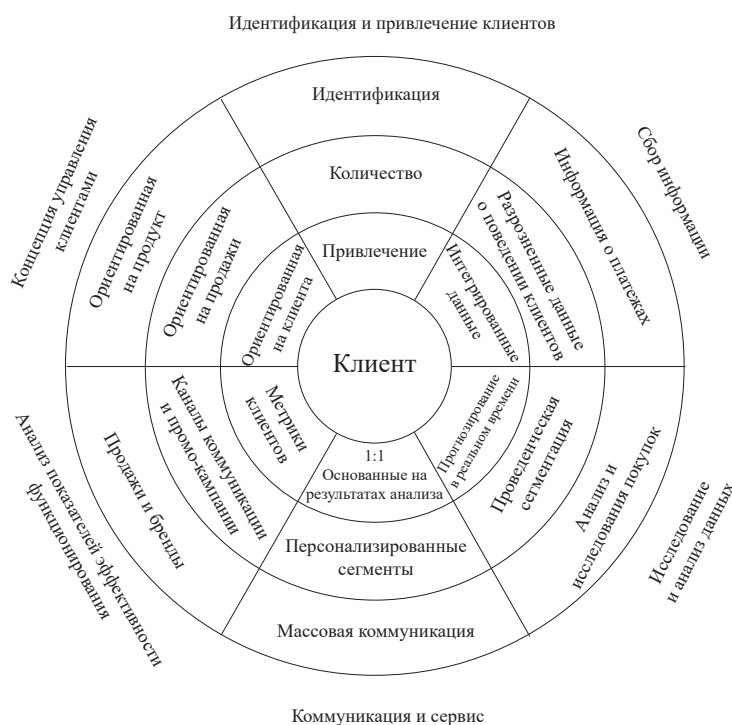 Идентификация и привлечение клиентов
Идентификация
Количество
Привлечение
Сбор информации
Информация о платежах
Разрозненные данные
о поведении клиентов
Интегрированные
данные
Концепция управления
клиентами
Ориентированная
на продукт
Ориентированная
на продажи
Ориентированная
на клиента
Клиент
Метрики
клиентов
Каналы коммуникации
и промо-кампании
Продажи и бренды
Анализ показателей эффективности
функционирования
1:1
Основанные на
результатах анализа
Персонализированные
сегменты
Массовая коммуникация
Коммуникация и сервис
Прогнозирование
в реальном времени
Проведенческая
сегментация
Анализ и
исследования покупок
Исследование
и анализ данных